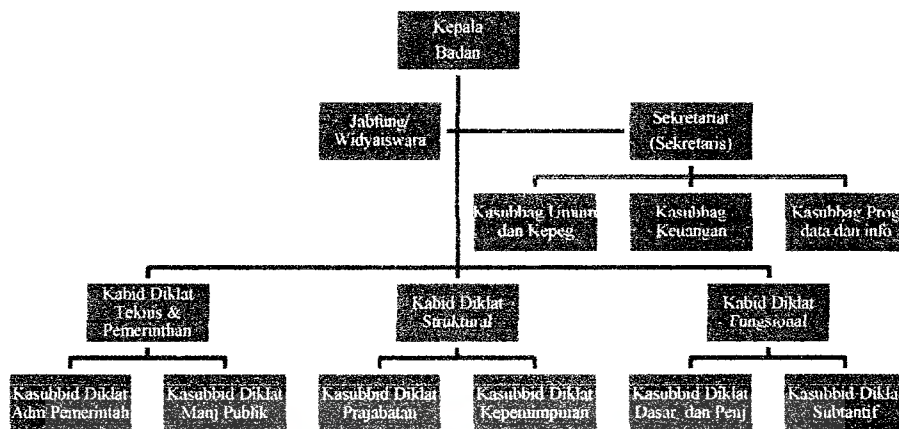 Kepala
Badan
Jabfung/
Widyaiswara
Sekretariat
(Sekretaris)
Kasubbag Umum
dan Kepeg
Kasubbag
Keuangan
Kasubbag Prog
data dan info
Kabid Diklat
Teknis &
Pemerinthan
Kabid Diklat
Struktural
Kabid Diklat
Fungsional
Kasubbid Diklat
Adm Pemerintah
Kasubbid Diklat
Manj Publik
Kasubbid Diklat
Prajabatan
Kasubbid Diklat
Kepemimpinan
Kasubbid Diklat
Dasar dan Penj
Kasubbid Diklat
Subtantif